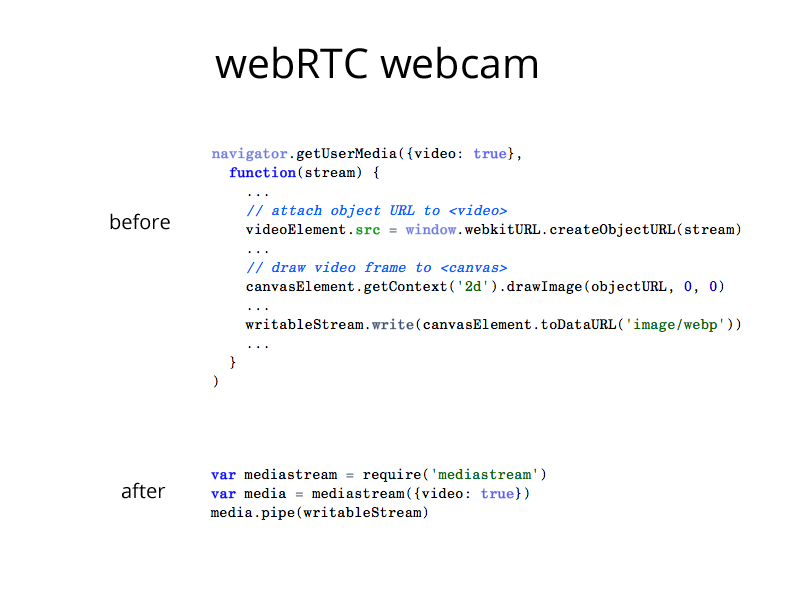 webRTC webcam
before
navigator.getUserMedia({video: true},
function(stream) {
...
// attach object URL to <video>
videoElement.src = window.webkitURL.createObjectURL(stream)
...
// draw video frame to <canvas>
canvasElement.getContext('2d').drawImage(objectURL, 0, 0)
...
writableStream.write(canvasElement.toDataURL('image/webp'))
...
}
)
after
var mediastream = require('mediastream')
var media = mediastream({video: true})
media.pipe(writableStream)